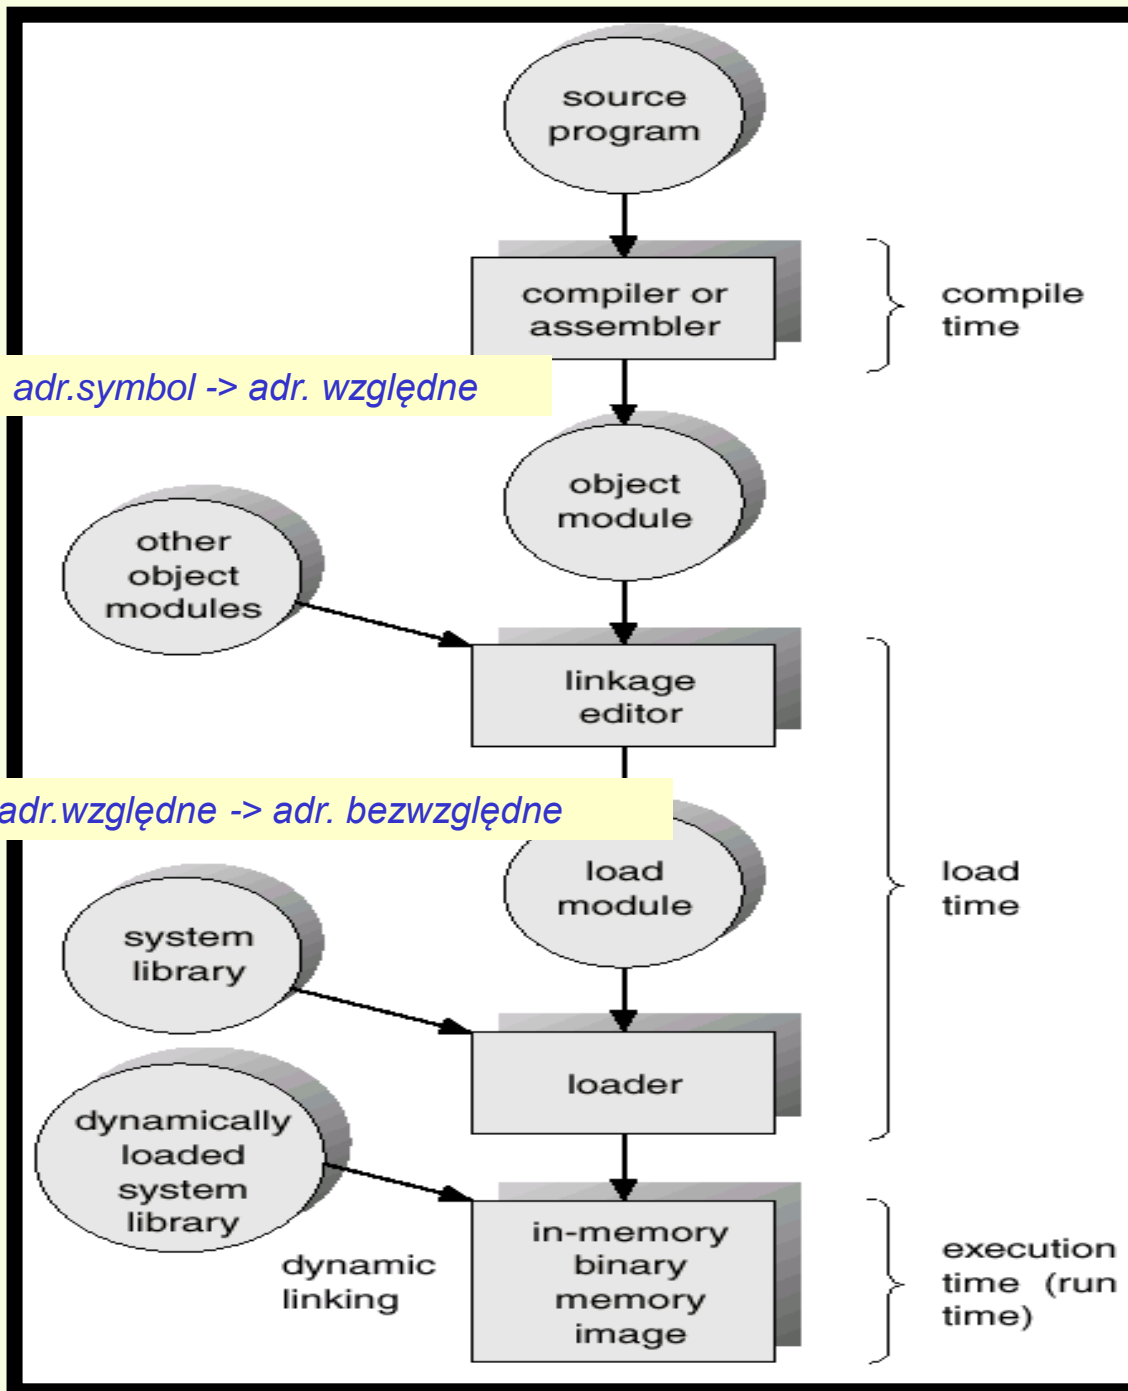 source
program
compiler or
assembler
compile
time
adr.symbol -> adr. względne
object
module
other
object
modules
linkage
editor
adr.względne -> adr. bezwzględne
load
module
load
time
system
library
loader
dynamically
loaded
system
library
dynamic
linking
in-memory
binary
memory
image
execution
time (run
time)